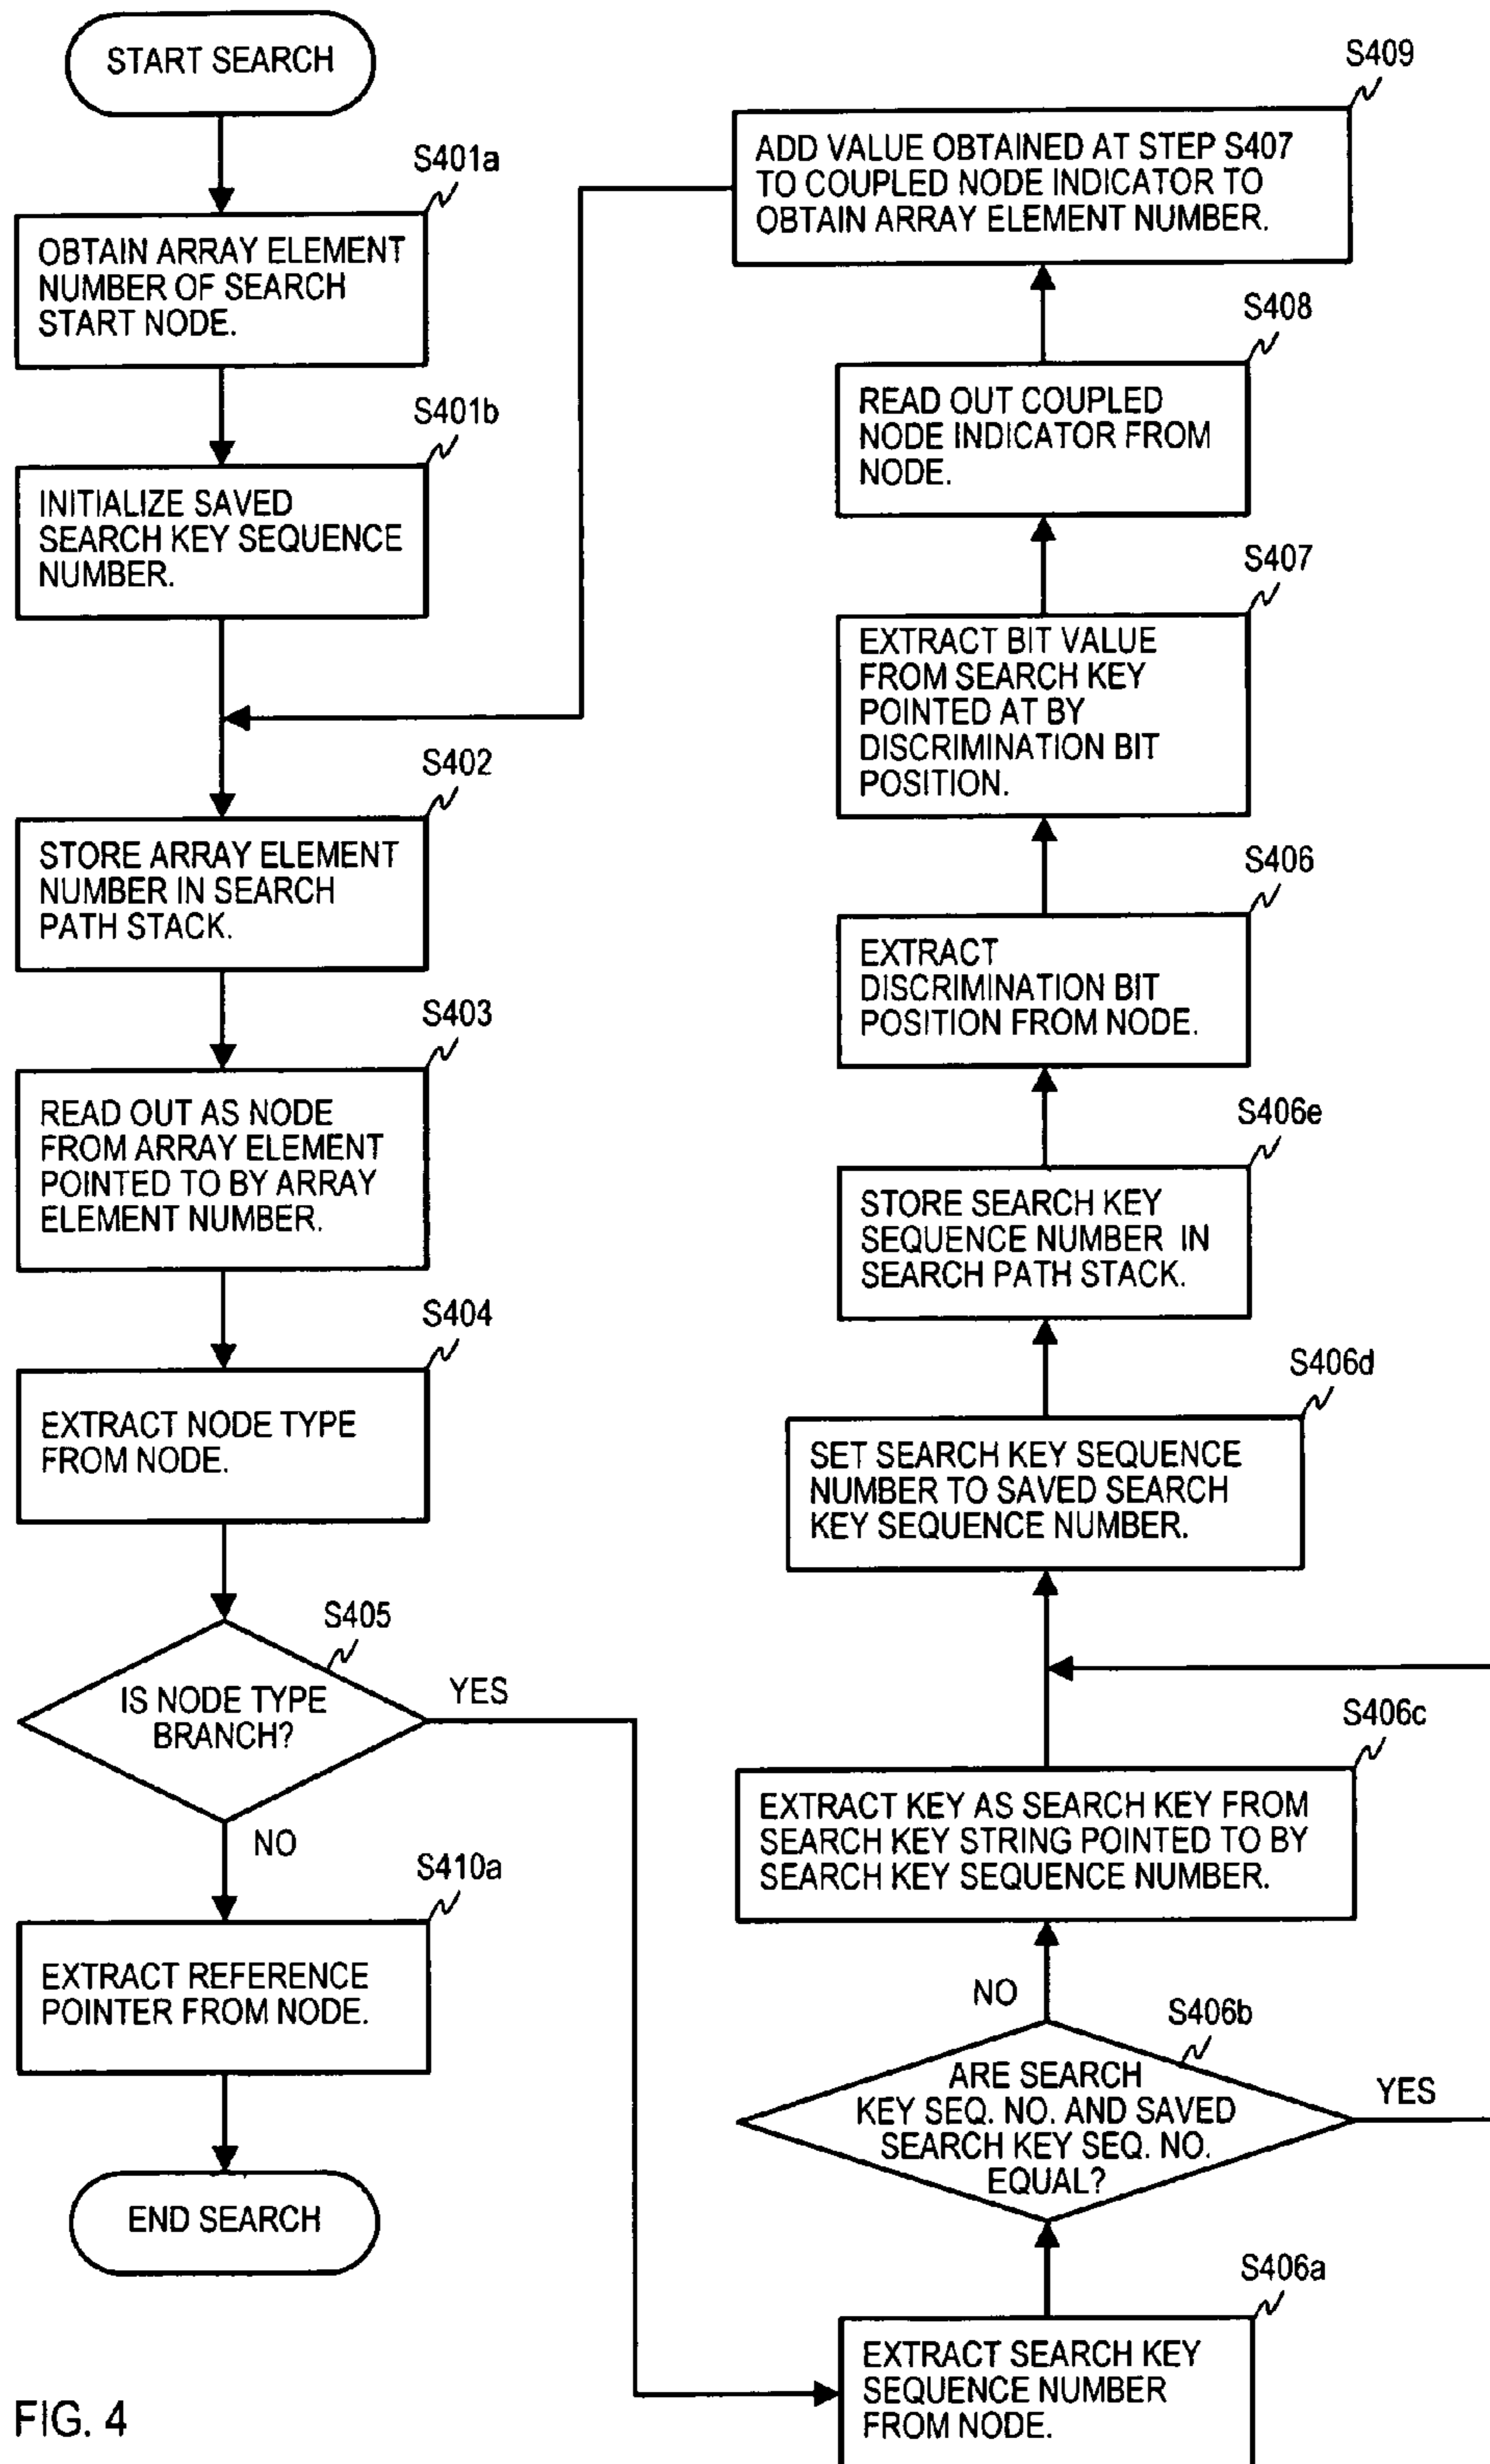 START SEARCH
S401a
OBTAIN ARRAY ELEMENT
NUMBER OF SEARCH
START NODE.
S401b
INITIALIZE SAVED
SEARCH KEY SEQUENCE
NUMBER.
S402
STORE ARRAY ELEMENT
NUMBER IN SEARCH
PATH STACK.
S403
READ OUT AS NODE
FROM ARRAY ELEMENT
POINTED TO BY ARRAY
ELEMENT NUMBER.
S404
EXTRACT NODE TYPE
FROM NODE.
S405
IS NODE TYPE
BRANCH?
YES
NO
S410a
EXTRACT REFERENCE
POINTER FROM NODE.
END SEARCH
S409
ADD VALUE OBTAINED AT STEP S407
TO COUPLED NODE INDICATOR TO
OBTAIN ARRAY ELEMENT NUMBER.
S408
READ OUT COUPLED
NODE INDICATOR FROM
NODE.
S407
EXTRACT BIT VALUE
FROM SEARCH KEY
POINTED AT BY
DISCRIMINATION BIT
POSITION.
S406
EXTRACT
DISCRIMINATION BIT
POSITION FROM NODE.
S406e
STORE SEARCH KEY
SEQUENCE NUMBER IN
SEARCH PATH STACK.
S406d
SET SEARCH KEY SEQUENCE
NUMBER TO SAVED SEARCH
KEY SEQUENCE NUMBER.
S406c
EXTRACT KEY AS SEARCH KEY FROM
SEARCH KEY STRING POINTED TO BY
SEARCH KEY SEQUENCE NUMBER.
NO
S406b
ARE SEARCH
KEY SEQ. NO. AND SAVED
SEARCH KEY SEQ. NO.
EQUAL?
YES
S406a
EXTRACT SEARCH KEY
SEQUENCE NUMBER
FROM NODE.
FIG. 4